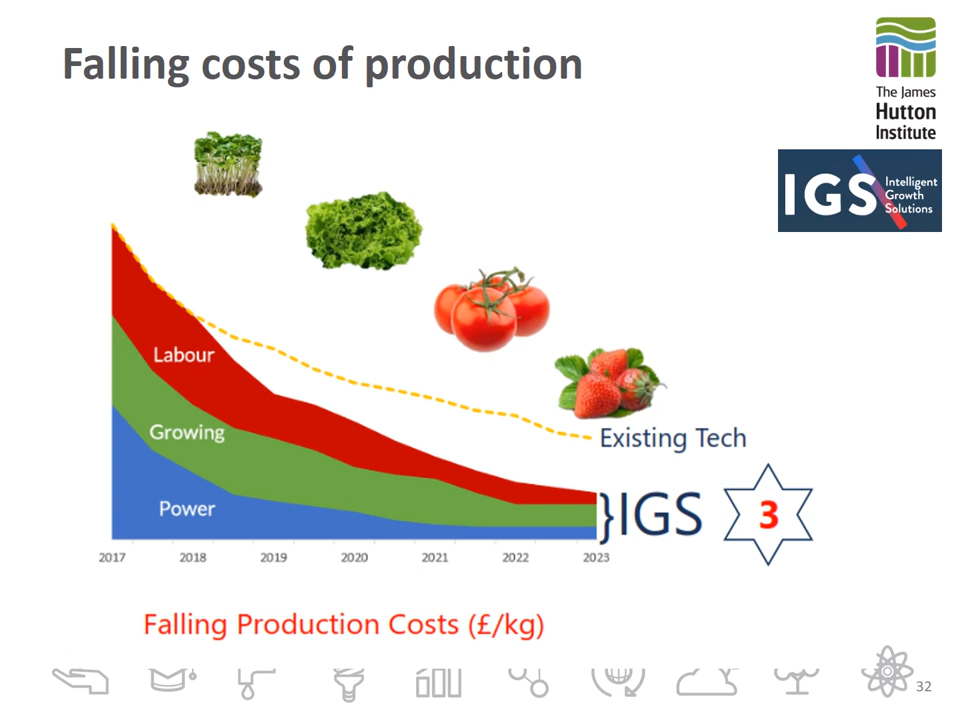 Falling costs of production
The James
Hutton
Institute
IGS
Intelligent
Growth
Solutions
Labour
Growing
Power
Existing Tech
}IGS
3
2017 2018 2019 2020 2021 2022 2023
Falling Production Costs (£/kg)
32